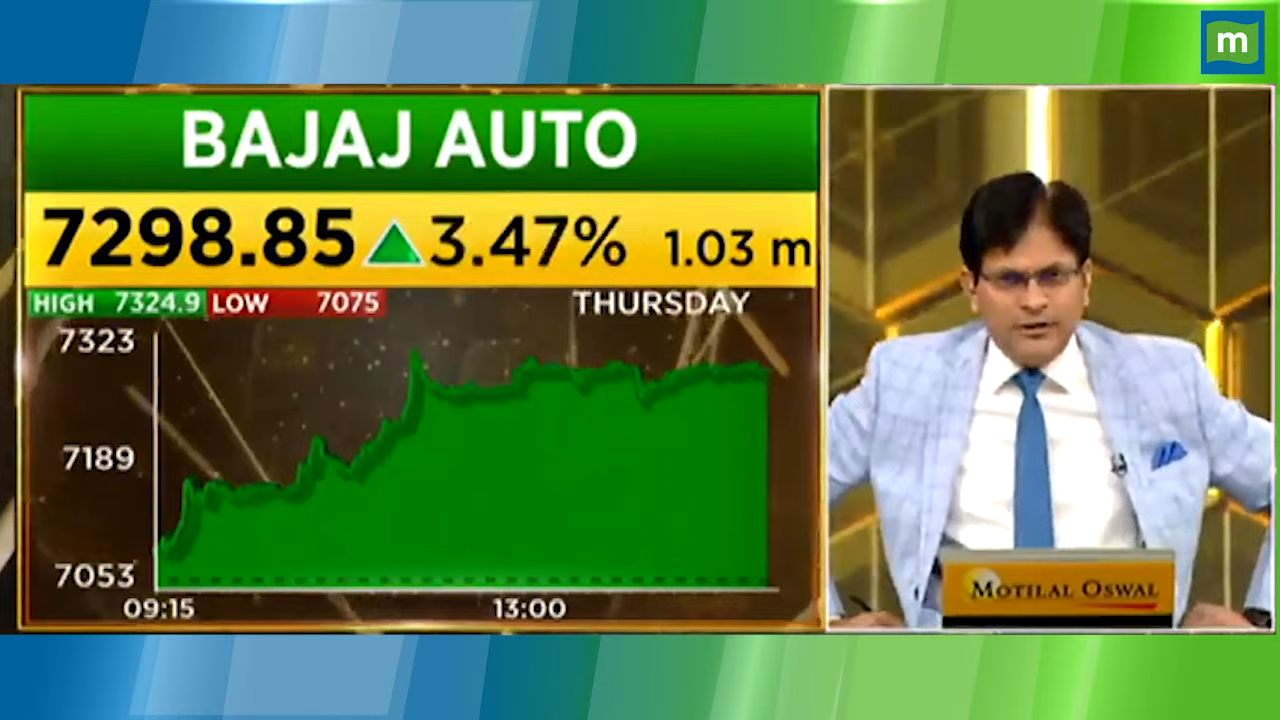 m
BAJAJ AUTO
7298.85 ▲ 3.47% 1.03 m
HIGH 7324.9 LOW 7075 THURSDAY
7323
7189
7053
09:15 13:00
MOTILAL OSWAL